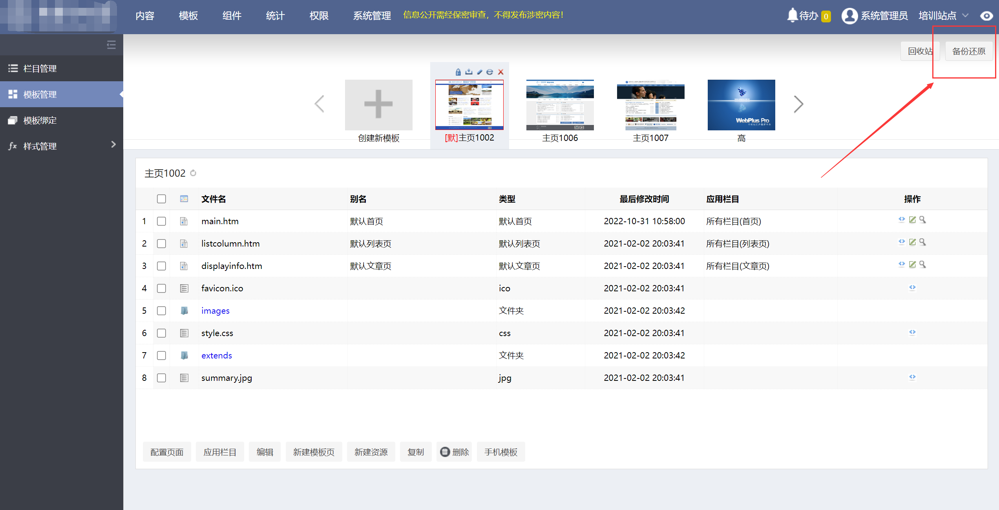 内容 模板 组件 统计 权限 系统管理 信息公开需经保密审查，不得发布涉密内容！ 待办 0 系统管理员 培训站点
回收站 备份还原
栏目管理
模板管理
模板绑定
fx 样式管理
WebPlus Pro
创建新模板 [默]主页1002 主页1006 主页1007 高
主页1002
文件名 别名 类型 最后修改时间 应用栏目 操作
1 main.htm 默认首页 默认首页 2022-10-31 10:58:00 所有栏目(首页)
2 listcolumn.htm 默认列表页 默认列表页 2021-02-02 20:03:41 所有栏目(列表页)
3 displayinfo.htm 默认文章页 默认文章页 2021-02-02 20:03:41 所有栏目(文章页)
4 favicon.ico ico 2021-02-02 20:03:41
5 images 文件夹 2021-02-02 20:03:42
6 style.css css 2021-02-02 20:03:41
7 extends 文件夹 2021-02-02 20:03:42
8 summary.jpg jpg 2021-02-02 20:03:41
配置页面 应用栏目 编辑 新建模板页 新建资源 复制 删除 手机模板